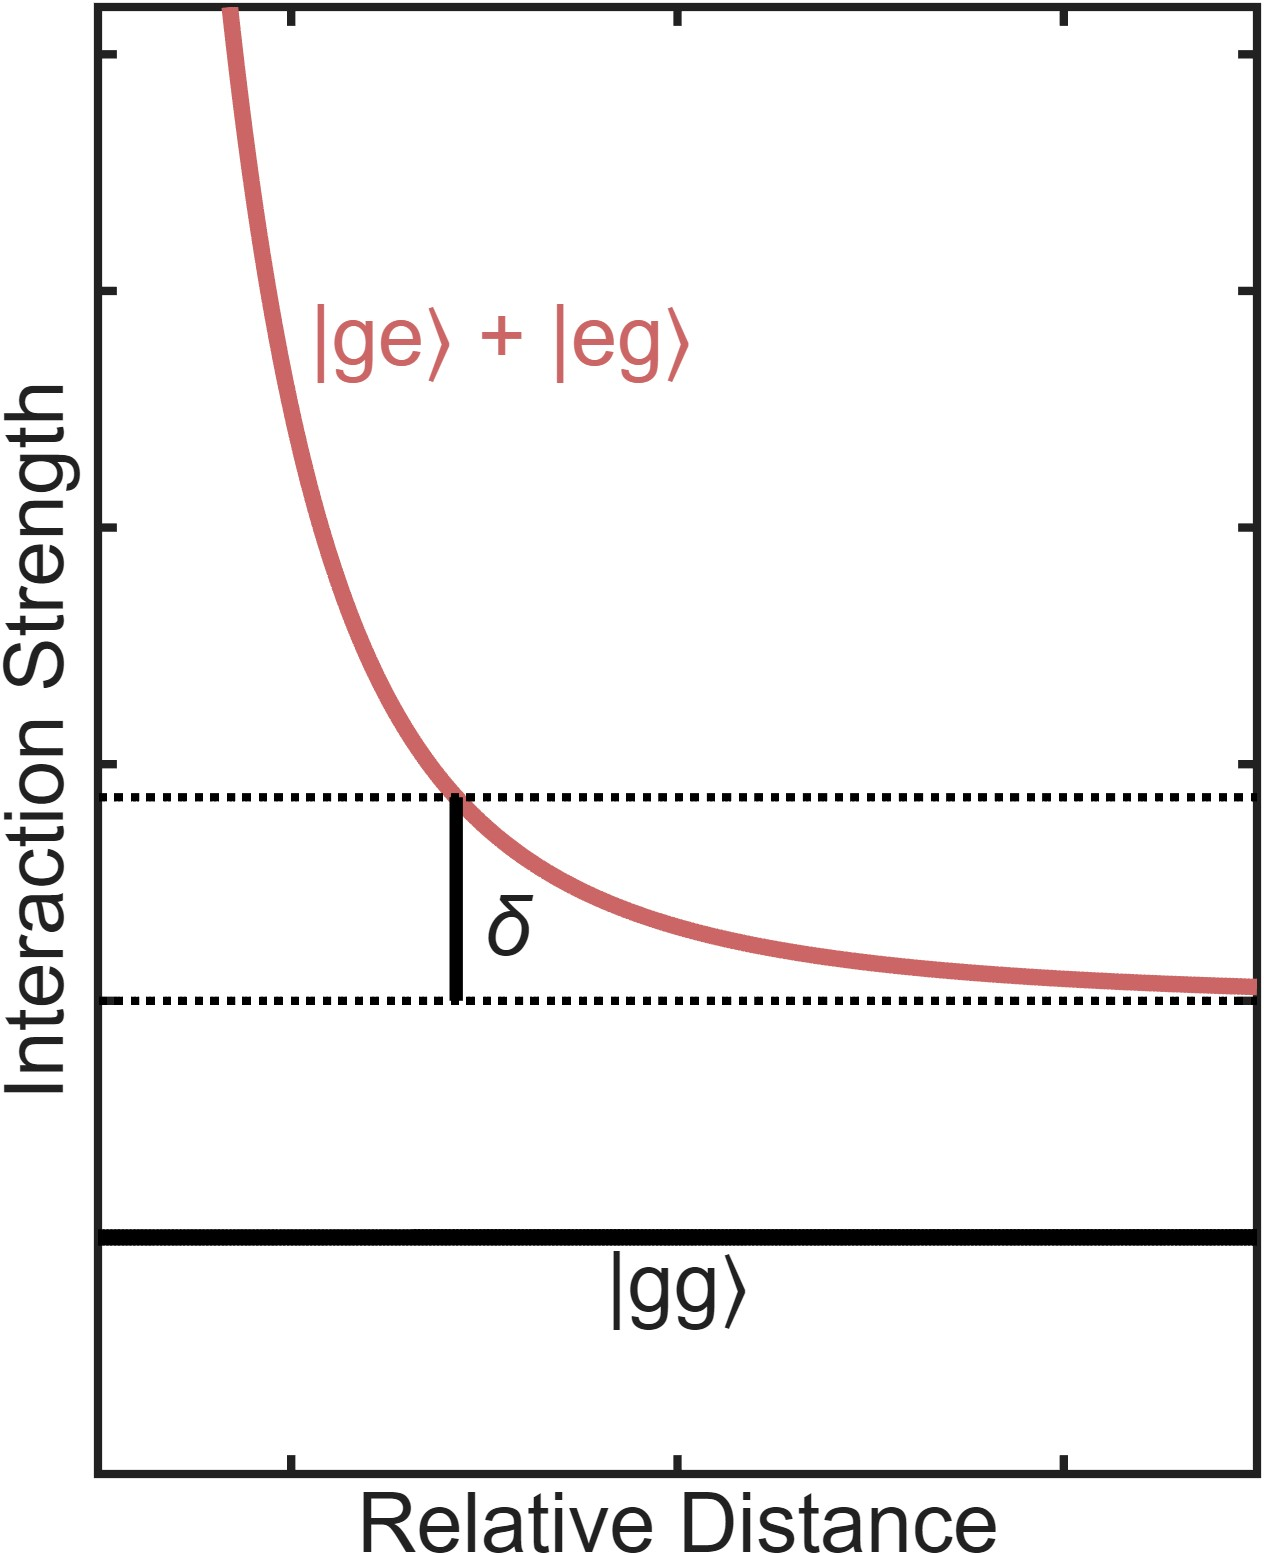 Interaction Strength
|ge⟩ + |eg⟩
δ
|gg⟩
Relative Distance